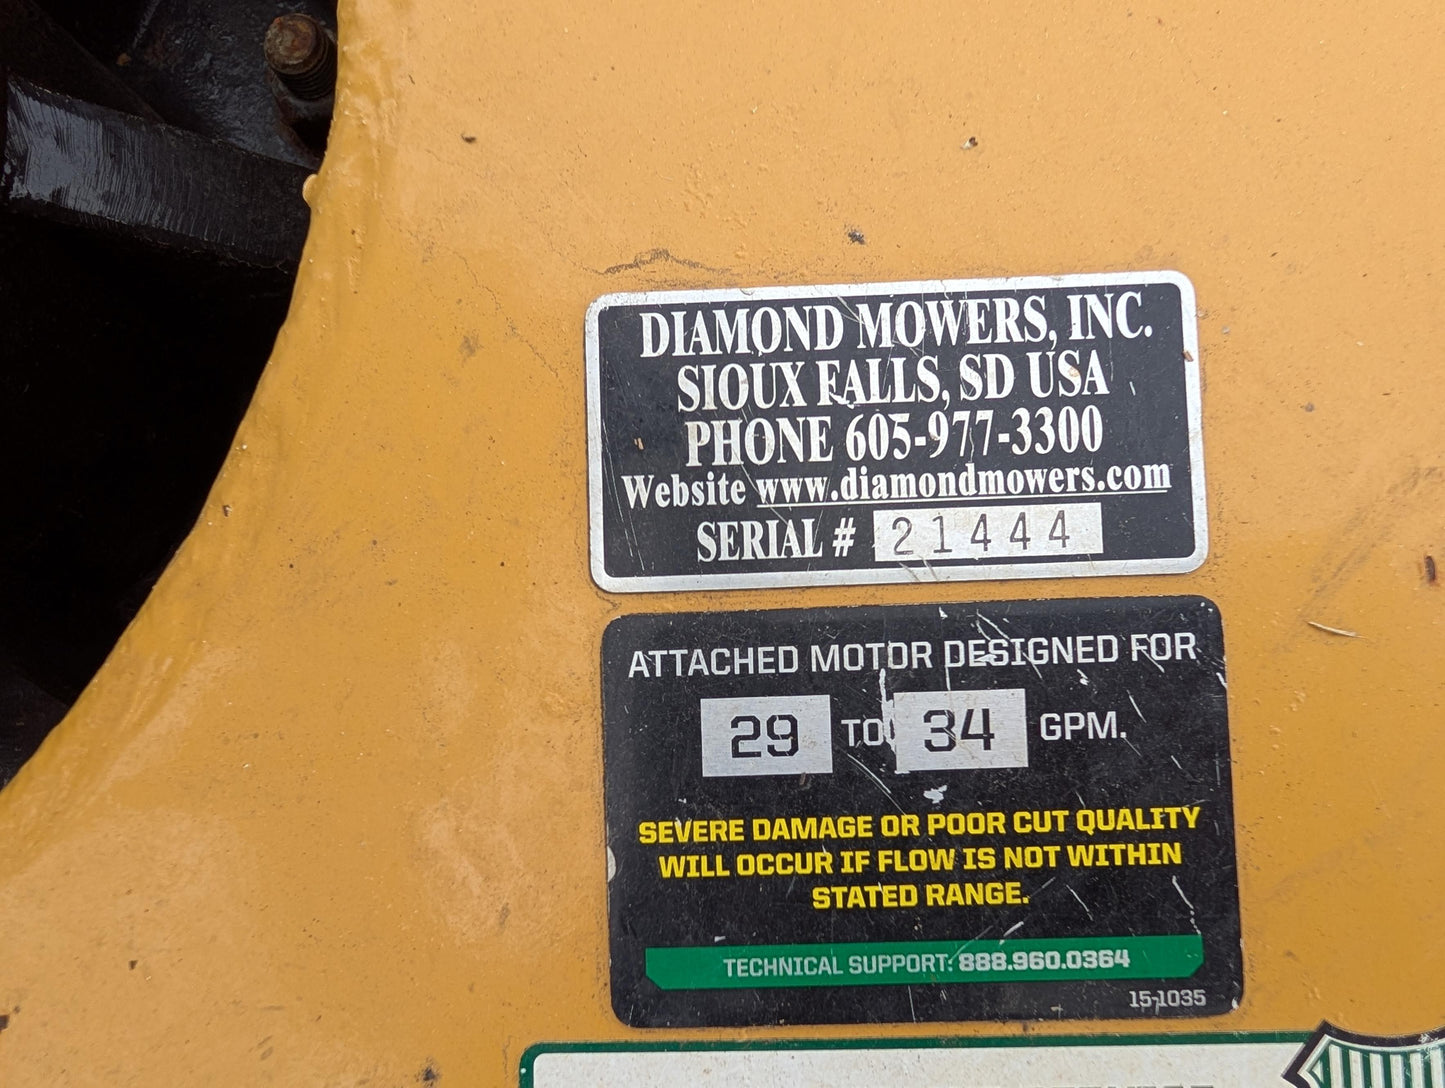 DIAMOND MOWERS, INC.
SIOUX FALLS, SD USA
PHONE 605-977-3300
Website www.diamondmowers.com
SERIAL # 21444
ATTACHED MOTOR DESIGNED FOR
29 TO 34 GPM.
SEVERE DAMAGE OR POOR CUT QUALITY
WILL OCCUR IF FLOW IS NOT WITHIN
STATED RANGE.
TECHNICAL SUPPORT: 888.960.0364
15-1035